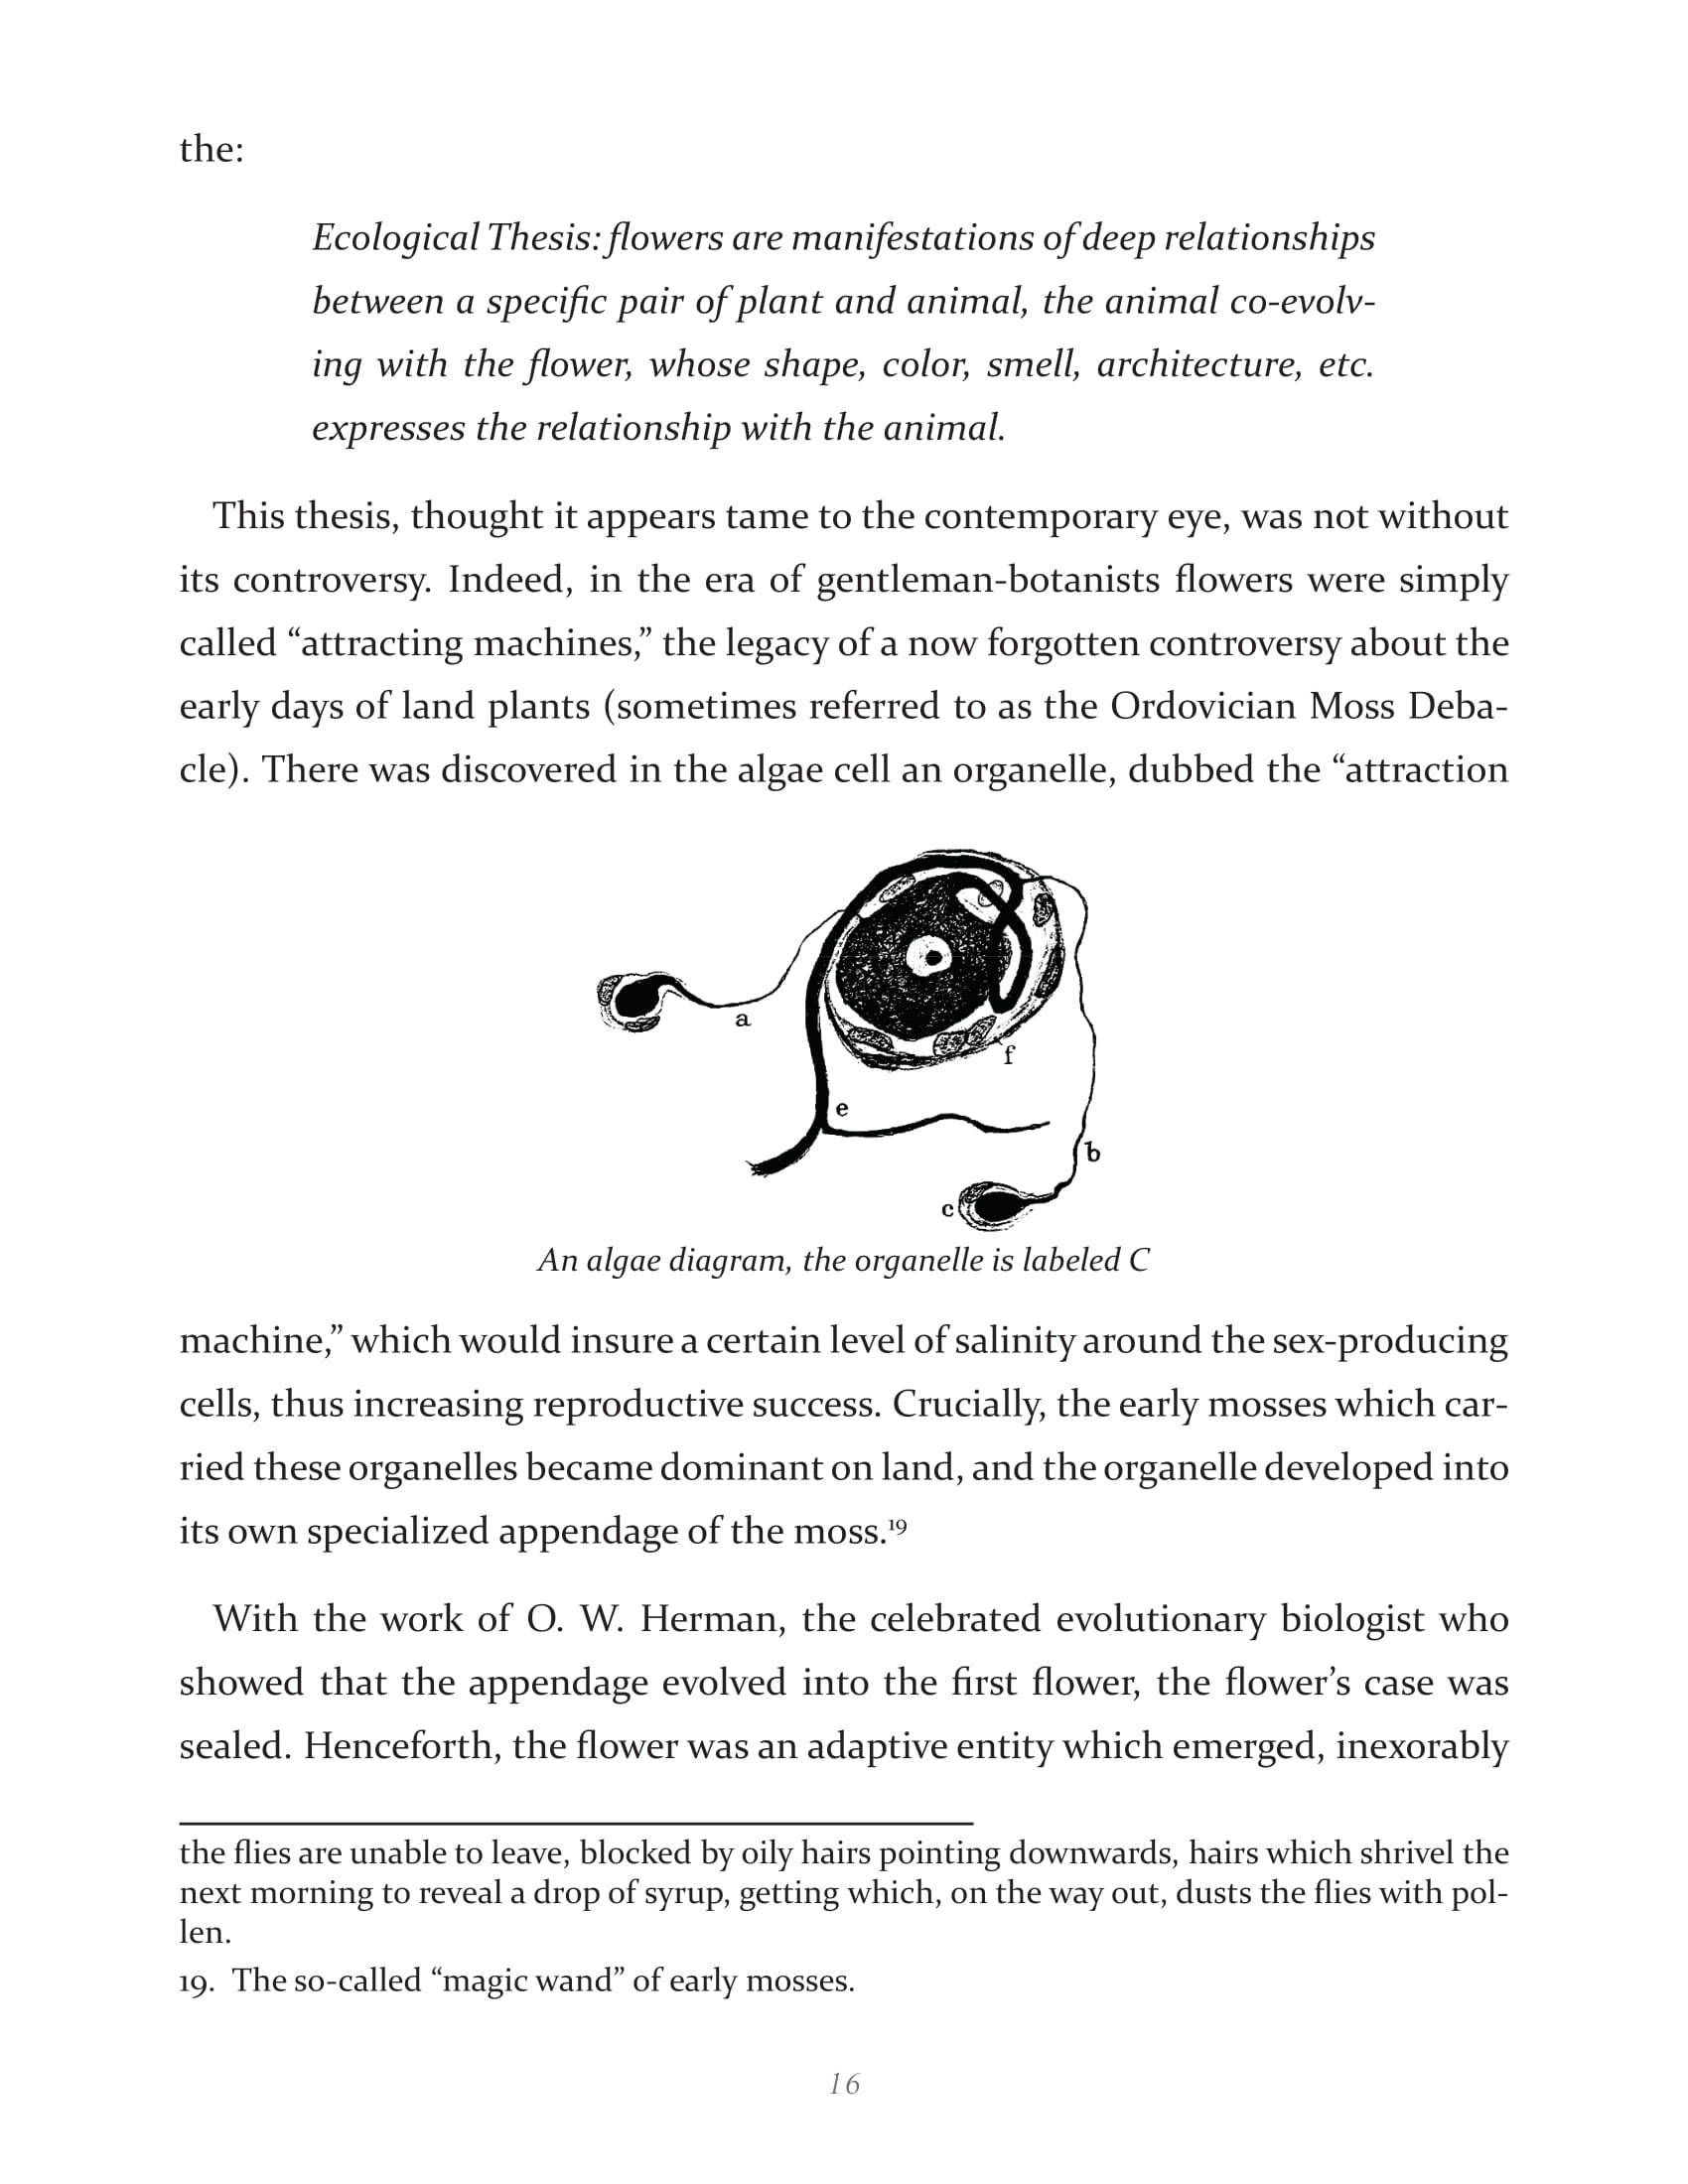 the:
Ecological Thesis: flowers are manifestations of deep relationships
between a specific pair of plant and animal, the animal co-evolv-
ing with the flower, whose shape, color, smell, architecture, etc.
expresses the relationship with the animal.
This thesis, thought it appears tame to the contemporary eye, was not without
its controversy. Indeed, in the era of gentleman-botanists flowers were simply
called “attracting machines,” the legacy of a now forgotten controversy about the
early days of land plants (sometimes referred to as the Ordovician Moss Deba-
cle). There was discovered in the algae cell an organelle, dubbed the “attraction
a
f
e
b
c
An algae diagram, the organelle is labeled C
machine,” which would insure a certain level of salinity around the sex-producing
cells, thus increasing reproductive success. Crucially, the early mosses which car-
ried these organelles became dominant on land, and the organelle developed into
its own specialized appendage of the moss.19
With the work of O. W. Herman, the celebrated evolutionary biologist who
showed that the appendage evolved into the first flower, the flower’s case was
sealed. Henceforth, the flower was an adaptive entity which emerged, inexorably
the flies are unable to leave, blocked by oily hairs pointing downwards, hairs which shrivel the
next morning to reveal a drop of syrup, getting which, on the way out, dusts the flies with pol-
len.
19. The so-called “magic wand” of early mosses.
16